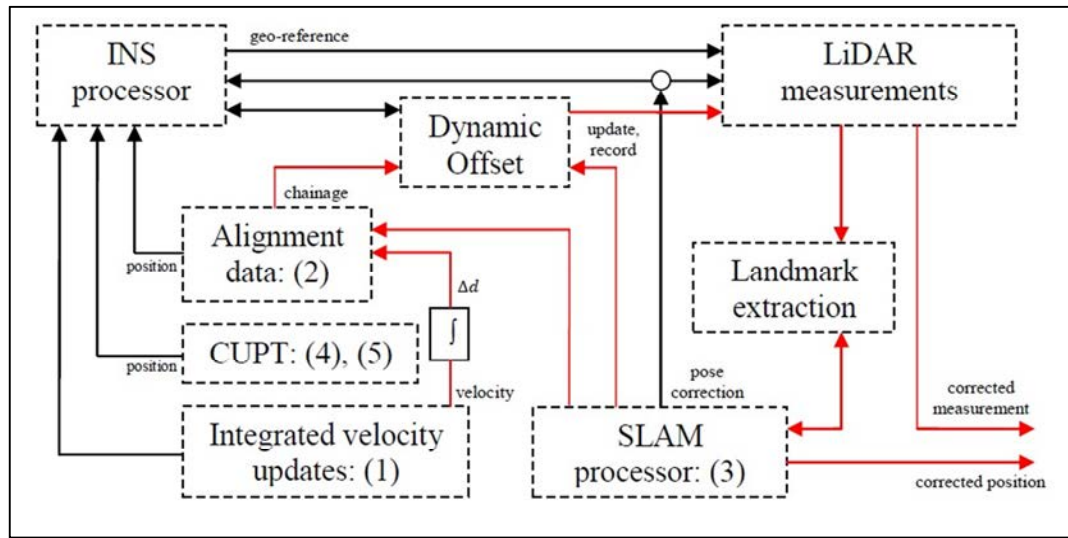 INS
processor
geo-reference
LiDAR
measurements
Dynamic
Offset
update,
record
chainage
Alignment
data: (2)
position
Landmark
extraction
Δd
∫
CUPT: (4), (5)
position
velocity
pose
correction
corrected
measurement
Integrated velocity
updates: (1)
SLAM
processor: (3)
corrected position